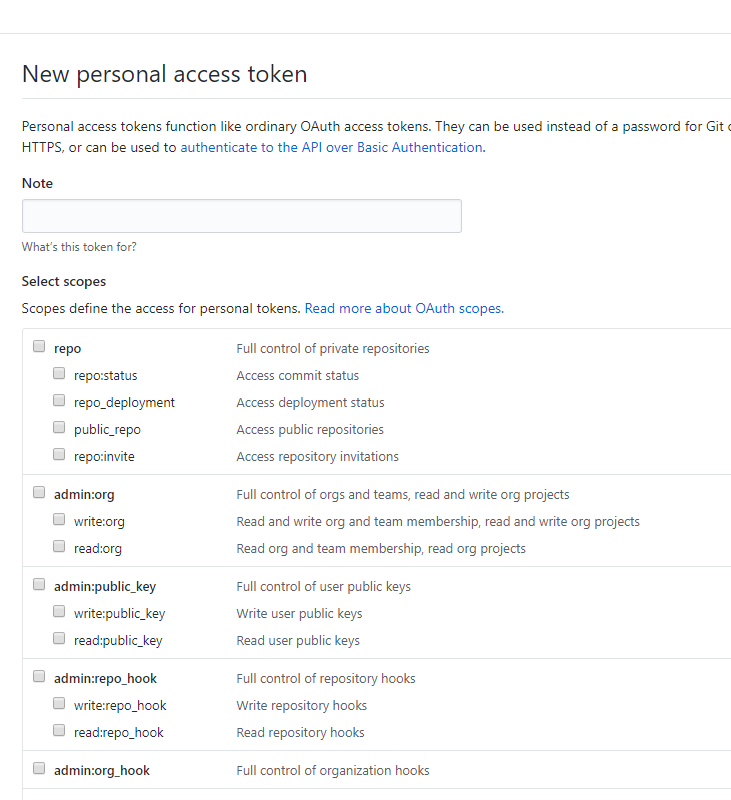 New personal access token
Personal access tokens function like ordinary OAuth access tokens. They can be used instead of a password for Git
HTTPS, or can be used to authenticate to the API over Basic Authentication.
Note
What's this token for?
Select scopes
Scopes define the access for personal tokens. Read more about OAuth scopes.
repo Full control of private repositories
repo:status Access commit status
repo_deployment Access deployment status
public_repo Access public repositories
repo:invite Access repository invitations
admin:org Full control of orgs and teams, read and write org projects
write:org Read and write org and team membership, read and write org projects
read:org Read org and team membership, read org projects
admin:public_key Full control of user public keys
write:public_key Write user public keys
read:public_key Read user public keys
admin:repo_hook Full control of repository hooks
write:repo_hook Write repository hooks
read:repo_hook Read repository hooks
admin:org_hook Full control of organization hooks